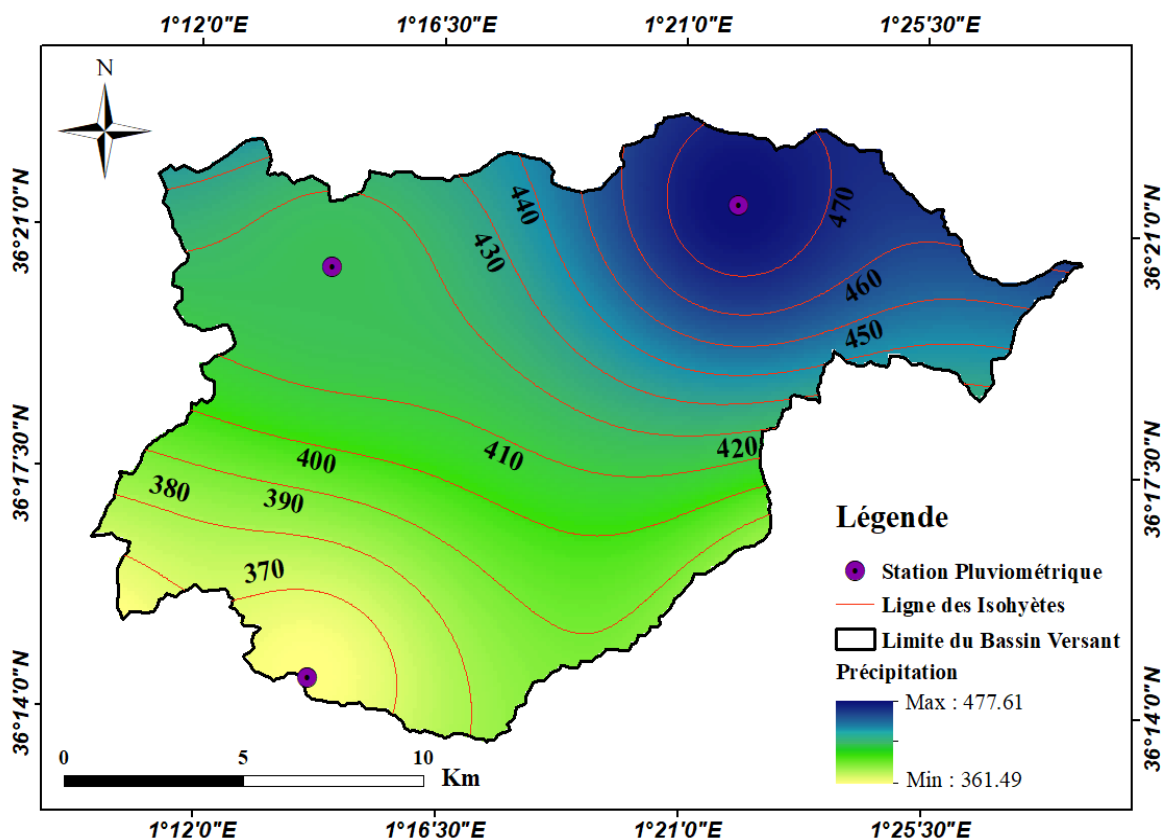 1°12'0"E 1°16'30"E 1°21'0"E 1°25'30"E
N
36°21'0"N
36°17'30"N
36°14'0"N
440
430
470
460
450
420
410
400
390
380
370
36°21'0"N
36°17'30"N
36°14'0"N
Légende
Station Pluviométrique
Ligne des Isohyètes
Limite du Bassin Versant
Précipitation
Max : 477.61
Min : 361.49
0 5 10
Km
1°12'0"E 1°16'30"E 1°21'0"E 1°25'30"E